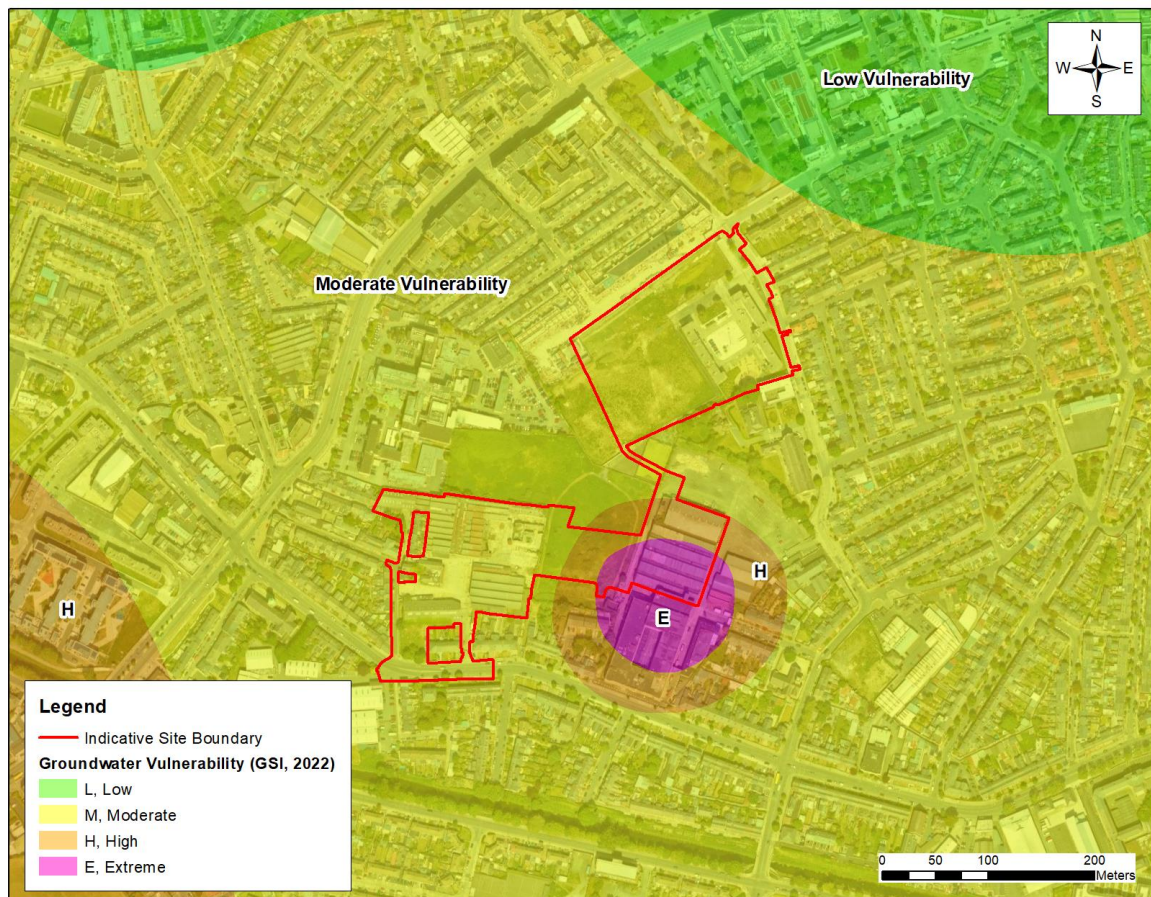 N
W E
S
Low Vulnerability
Moderate Vulnerability
H
H
E
Legend
Indicative Site Boundary
Groundwater Vulnerability (GSI, 2022)
L, Low
M, Moderate
H, High
E, Extreme
0 50 100 200
Meters